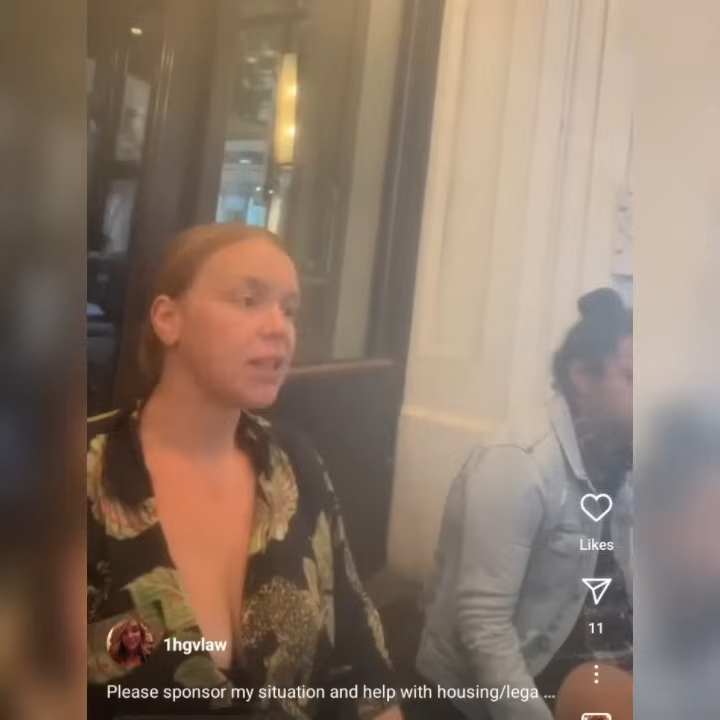 Likes
11
1hgvlaw
Please sponsor my situation and help with housing/lega ...